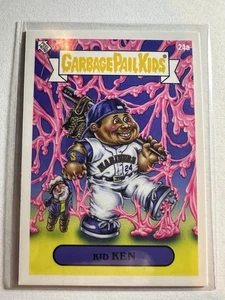 24a
GARBAGE PAIL KIDS
MARINERS
KID KEN